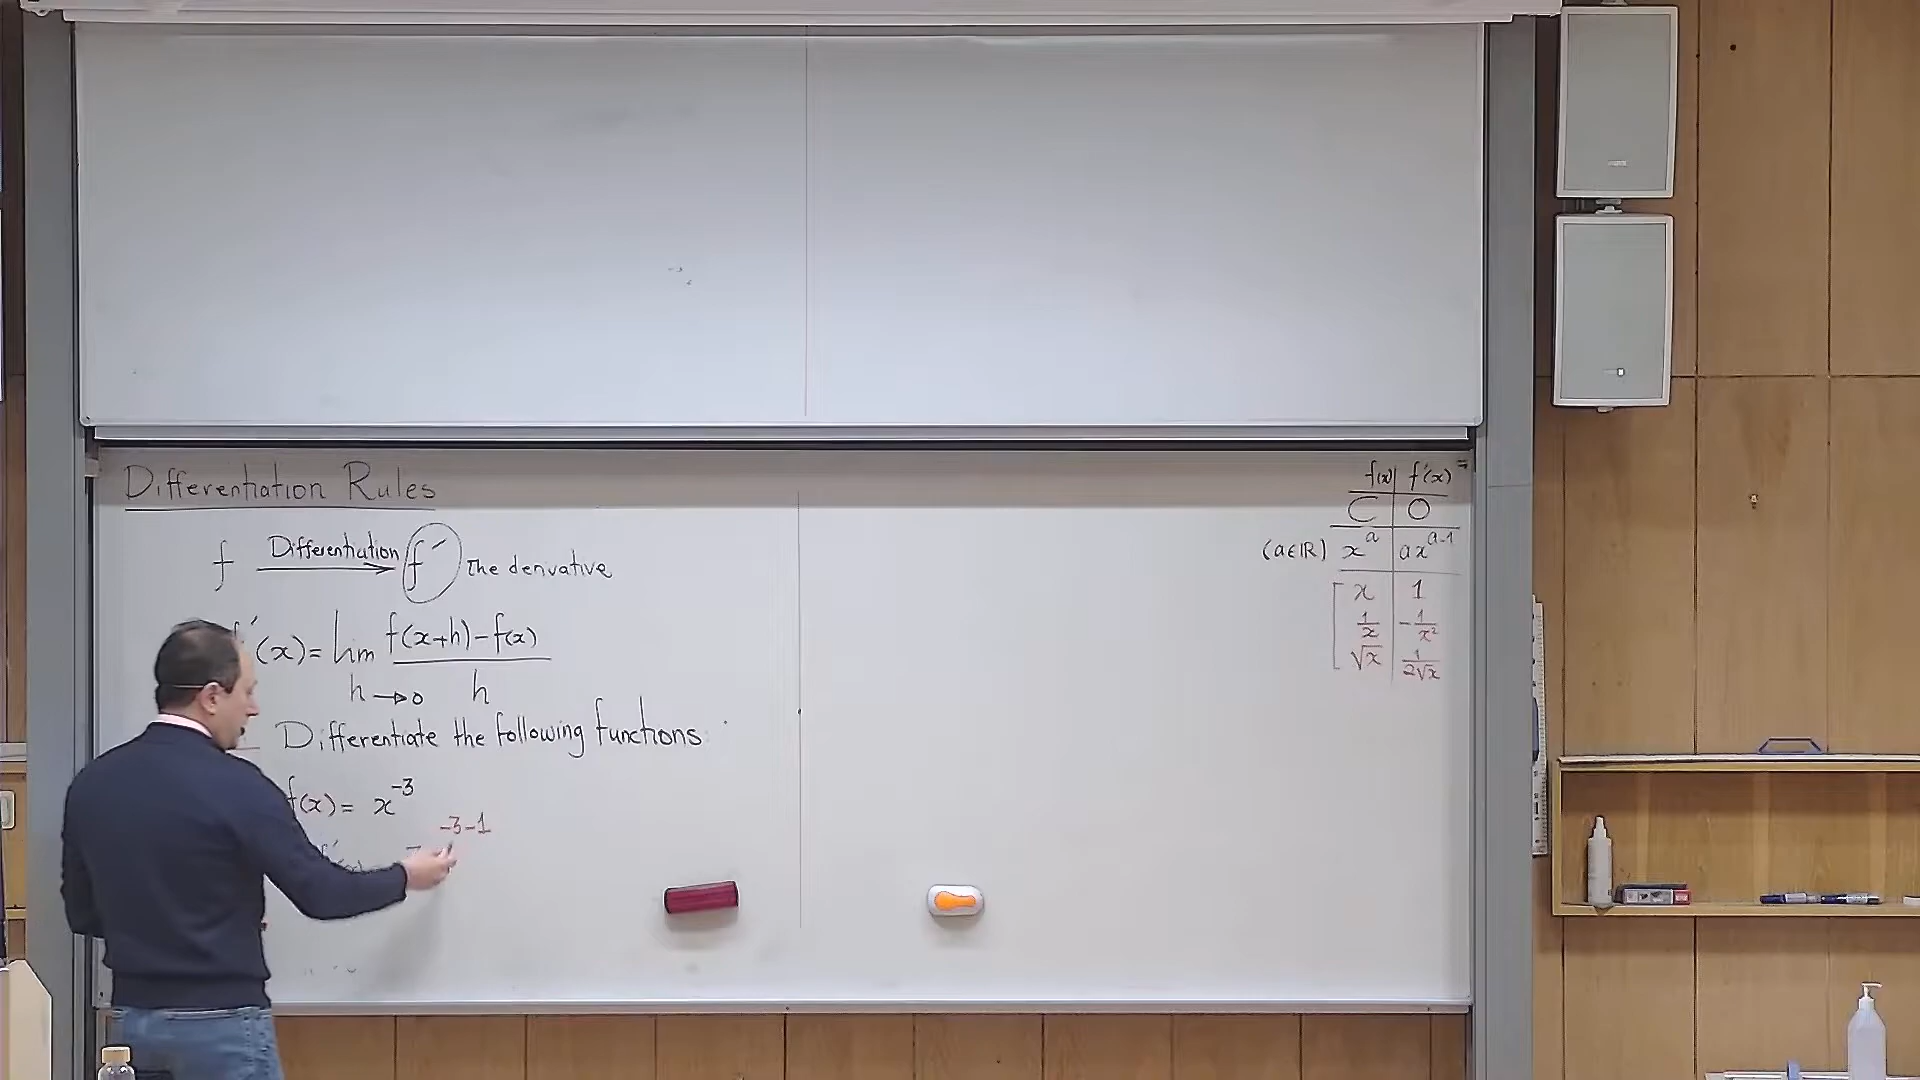 Differentiation Rules
f Differentiation f′ The derivative
f′(x) = lim h→0 f(x+h) - f(x) / h
Differentiate the following functions:
f(x) = x^-3
-3-1
f(x) | f′(x)
C | 0
(a∈ℝ) x^a | ax^a-1
x | 1
1/x | -1/x²
√x | 1/2√x